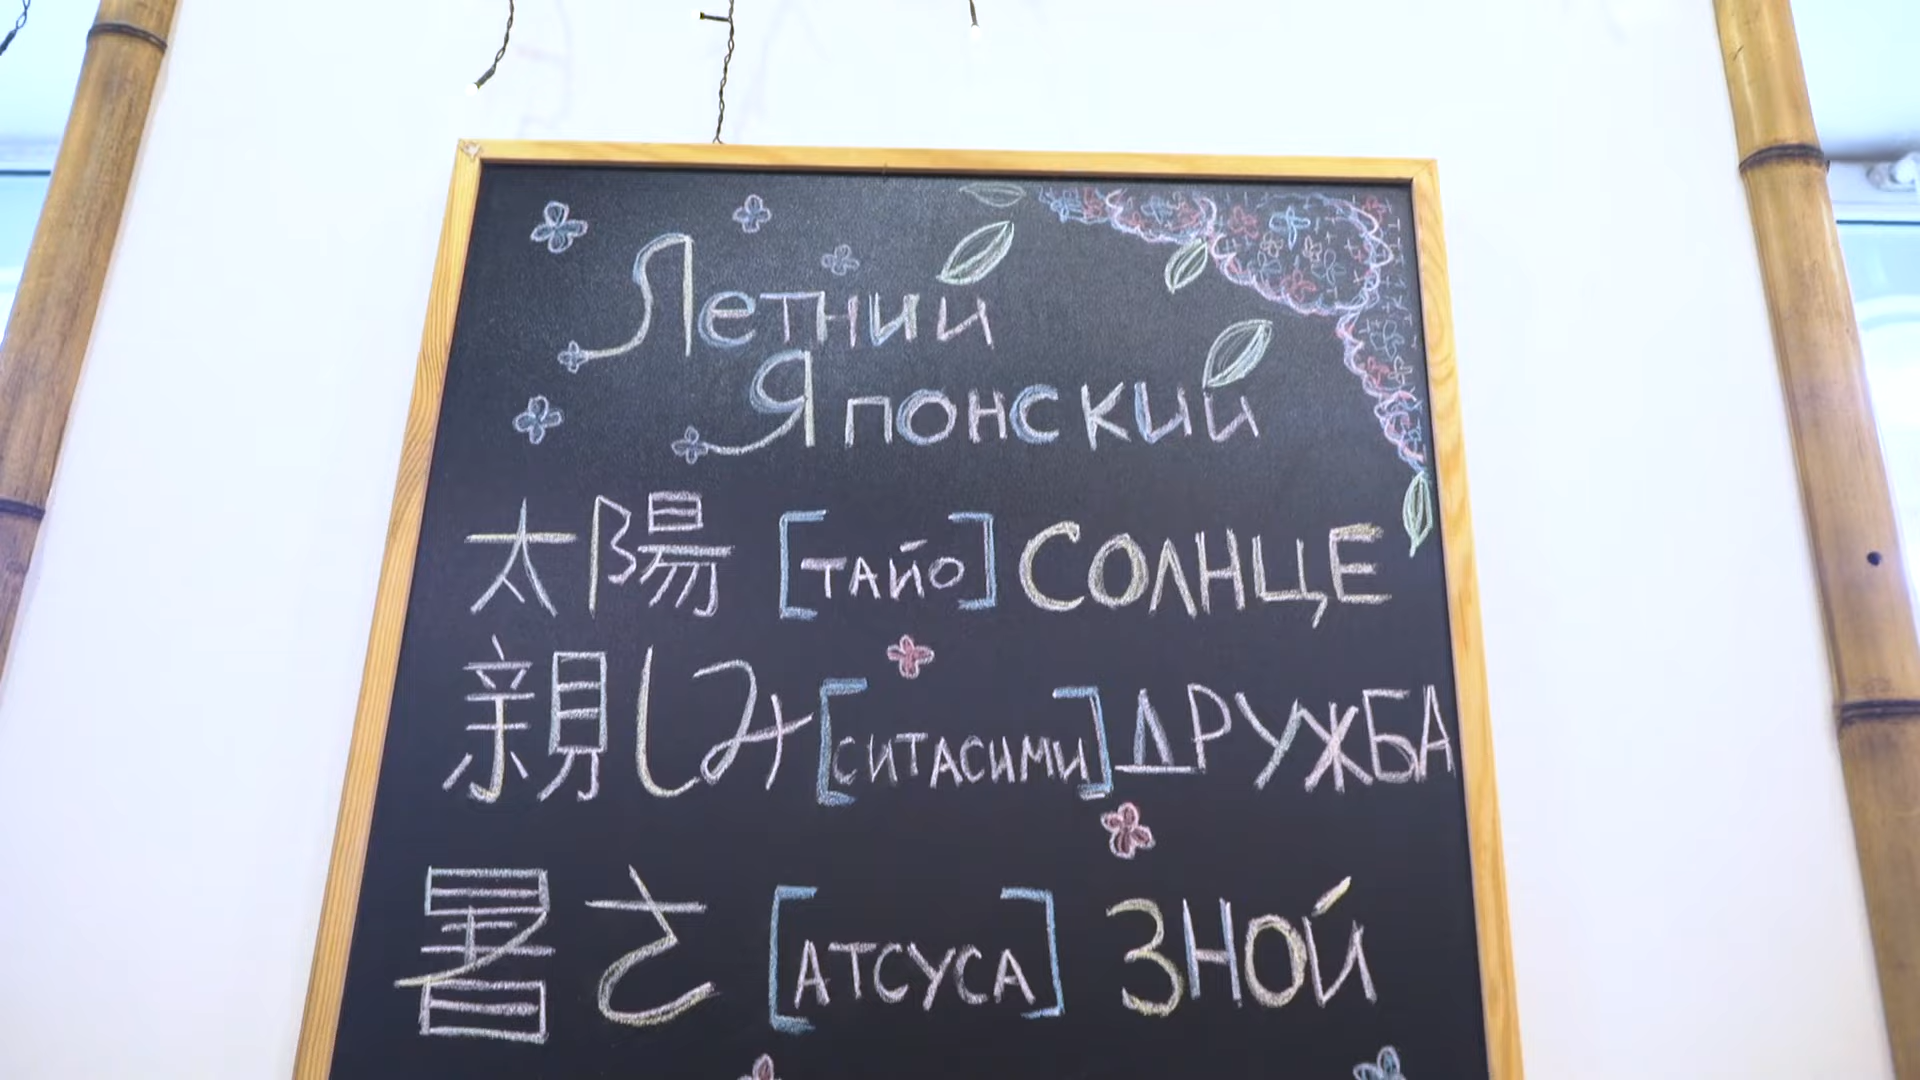 Летний
Японский
太陽 [ТАЙО] СОЛНЦЕ
親しみ [СИТАСИМИ] ДРУЖБА
暑さ [АТСУСА] ЗНОЙ